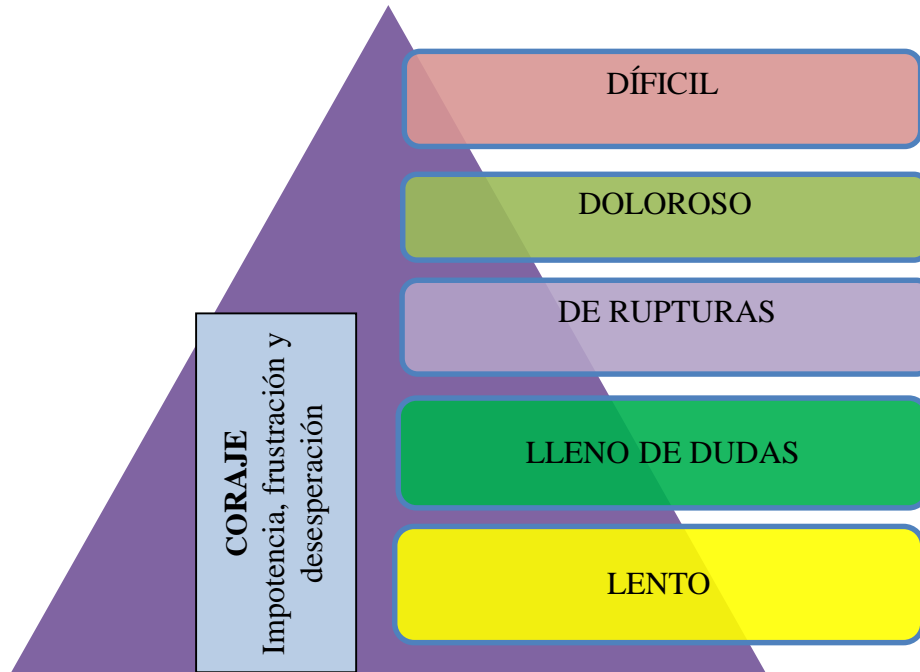 DÍFICIL
DOLOROSO
DE RUPTURAS
LLENO DE DUDAS
LENTO
CORAJE
Impotencia, frustración y
desesperación